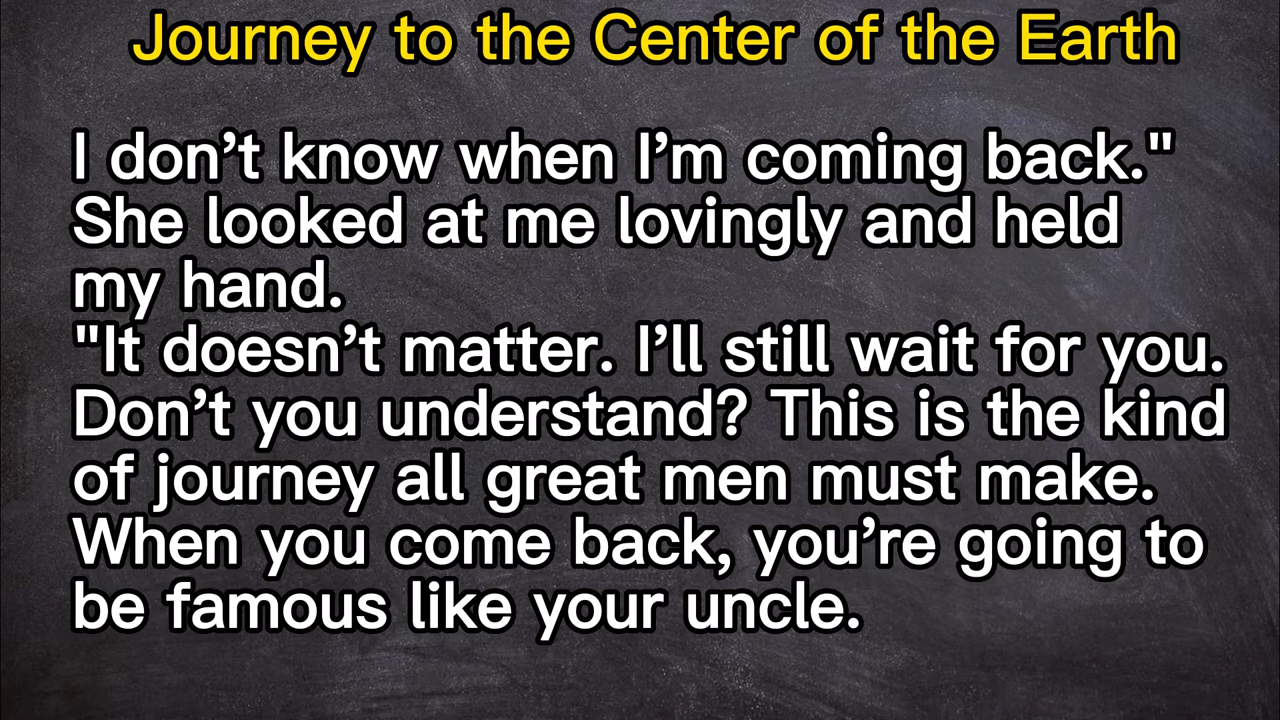 Journey to the Center of the Earth
I don’t know when I’m coming back."
She looked at me lovingly and held
my hand.
"It doesn’t matter. I’ll still wait for you.
Don’t you understand? This is the kind
of journey all great men must make.
When you come back, you’re going to
be famous like your uncle.